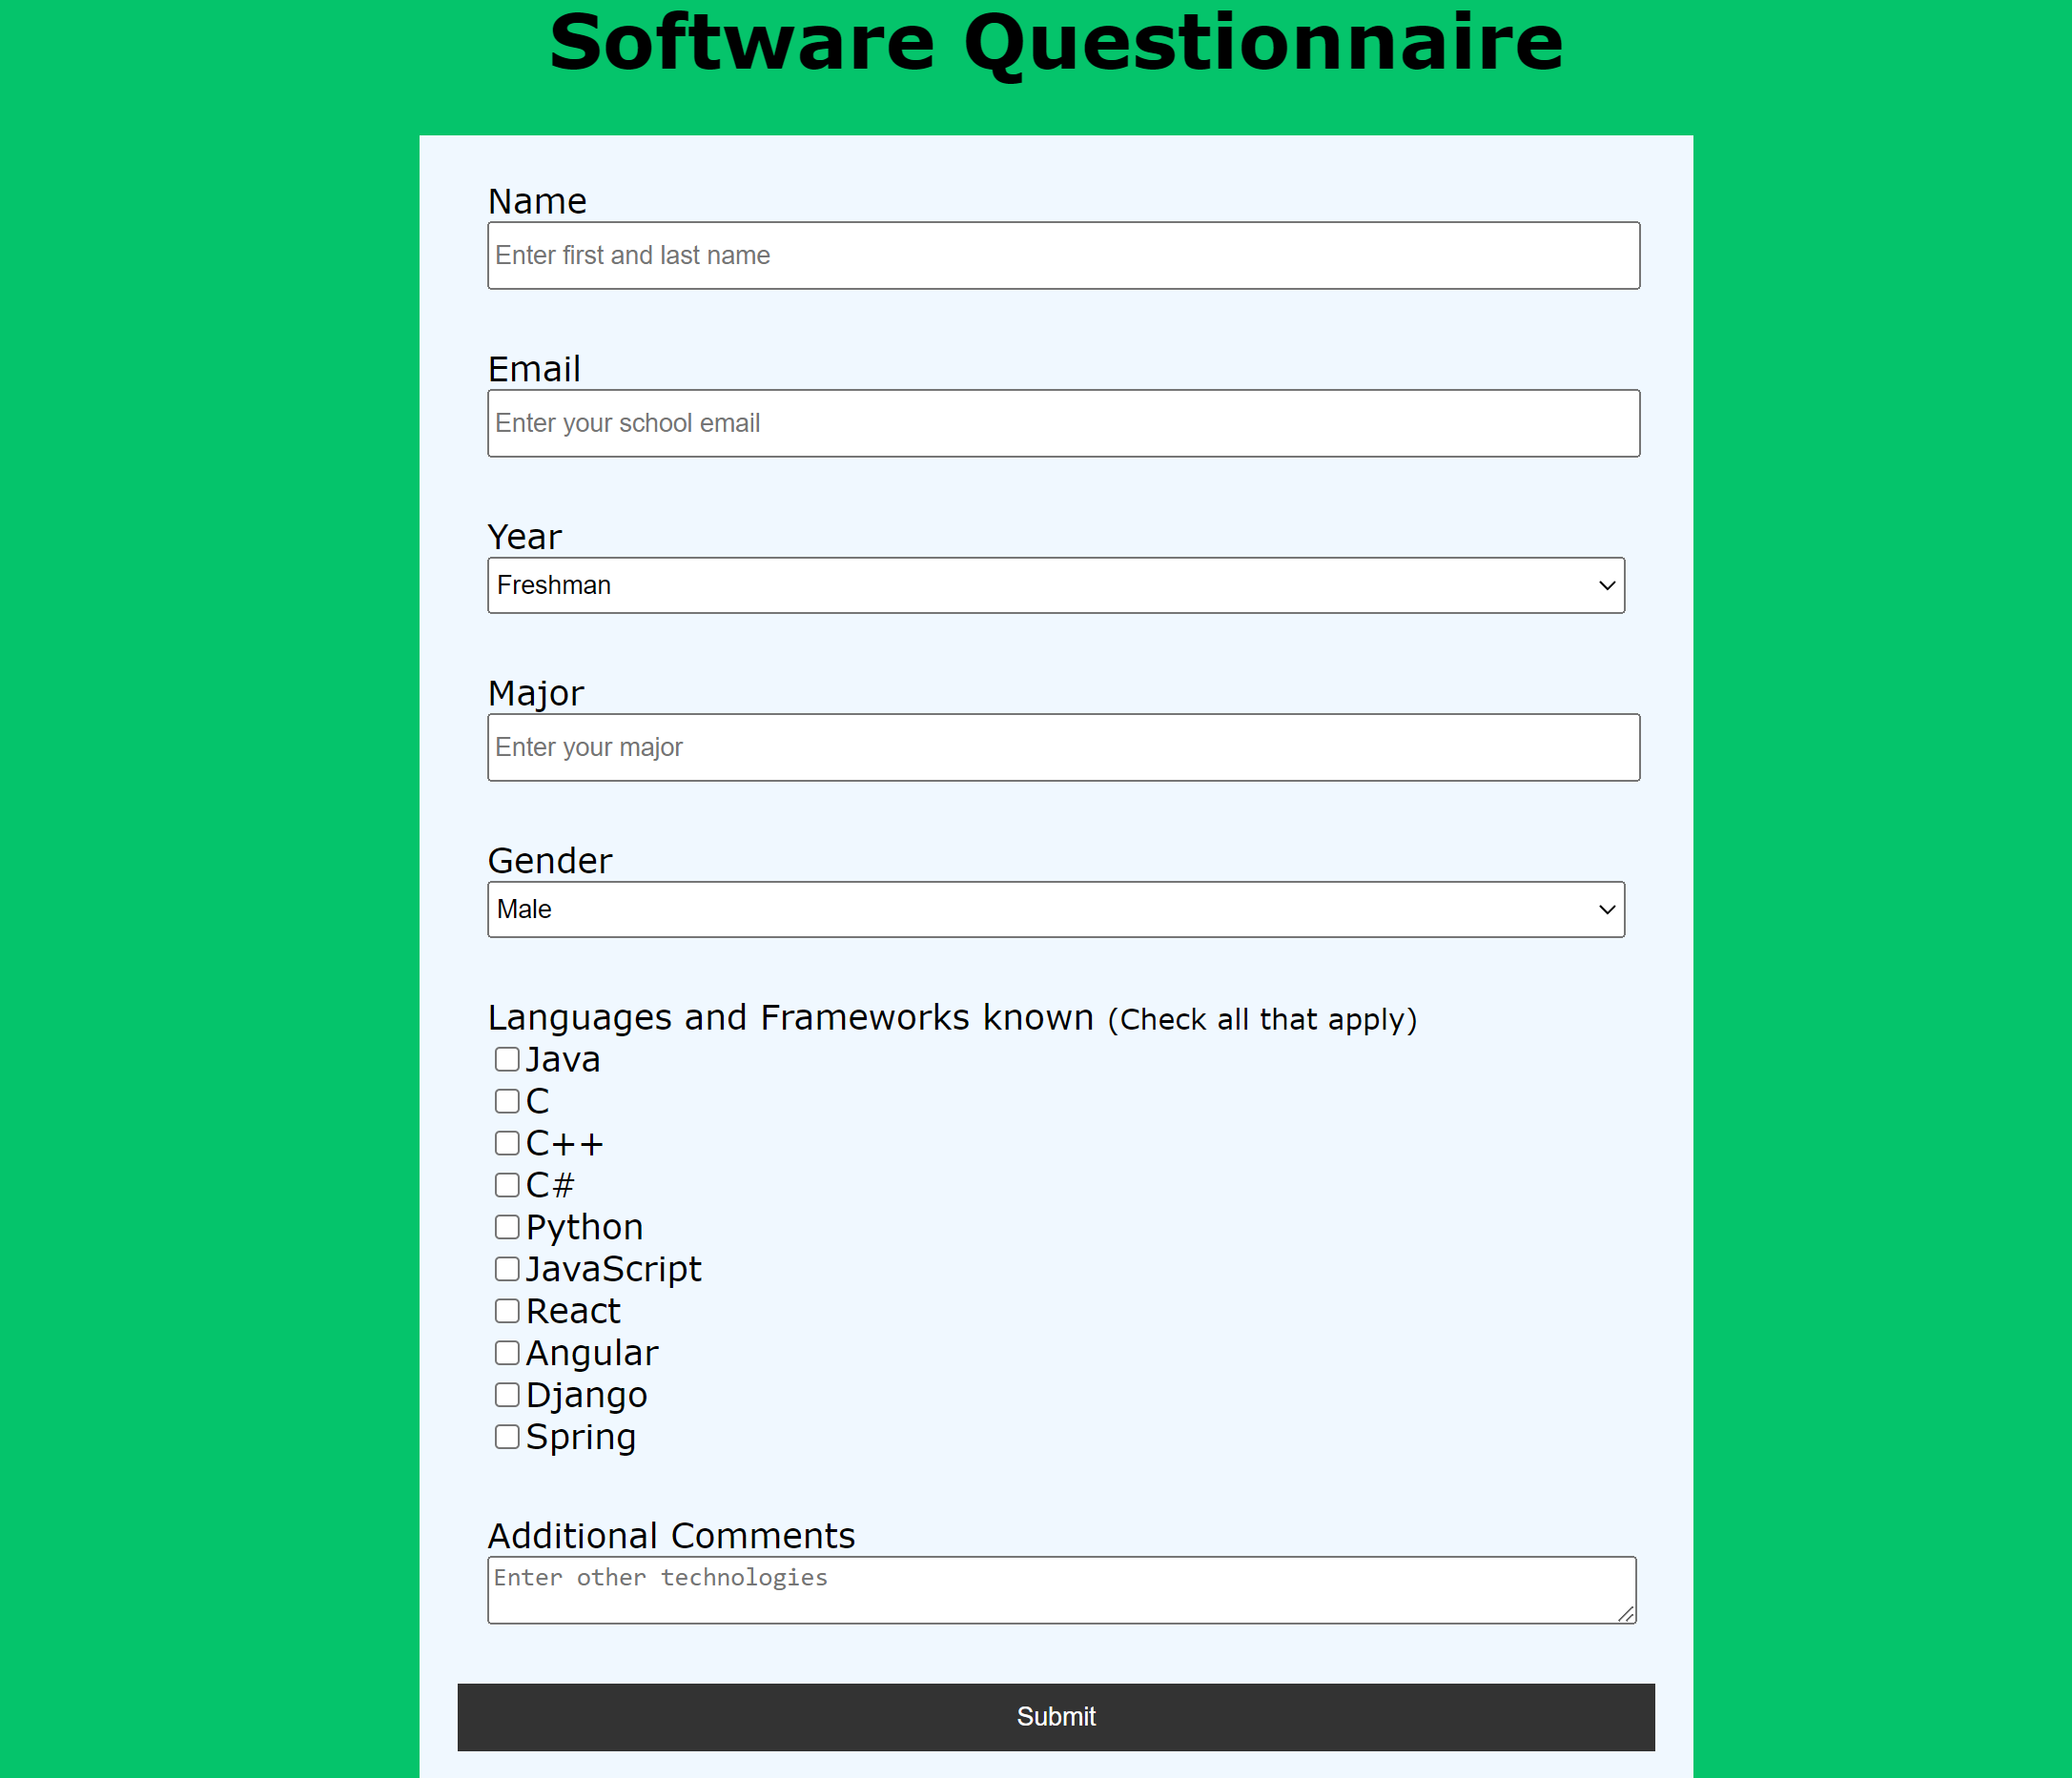 Software Questionnaire
Name
Enter first and last name
Email
Enter your school email
Year
Freshman
Major
Enter your major
Gender
Male
Languages and Frameworks known (Check all that apply)
Java
C
C++
C#
Python
JavaScript
React
Angular
Django
Spring
Additional Comments
Enter other technologies
Submit